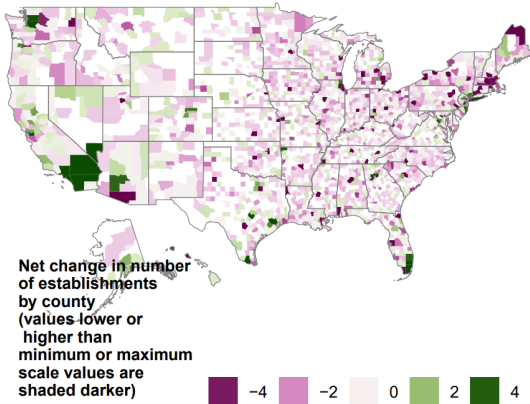 Net change in number
of establishments
by county
(values lower or
higher than
minimum or maximum
scale values are
shaded darker)
−4 −2 0 2 4